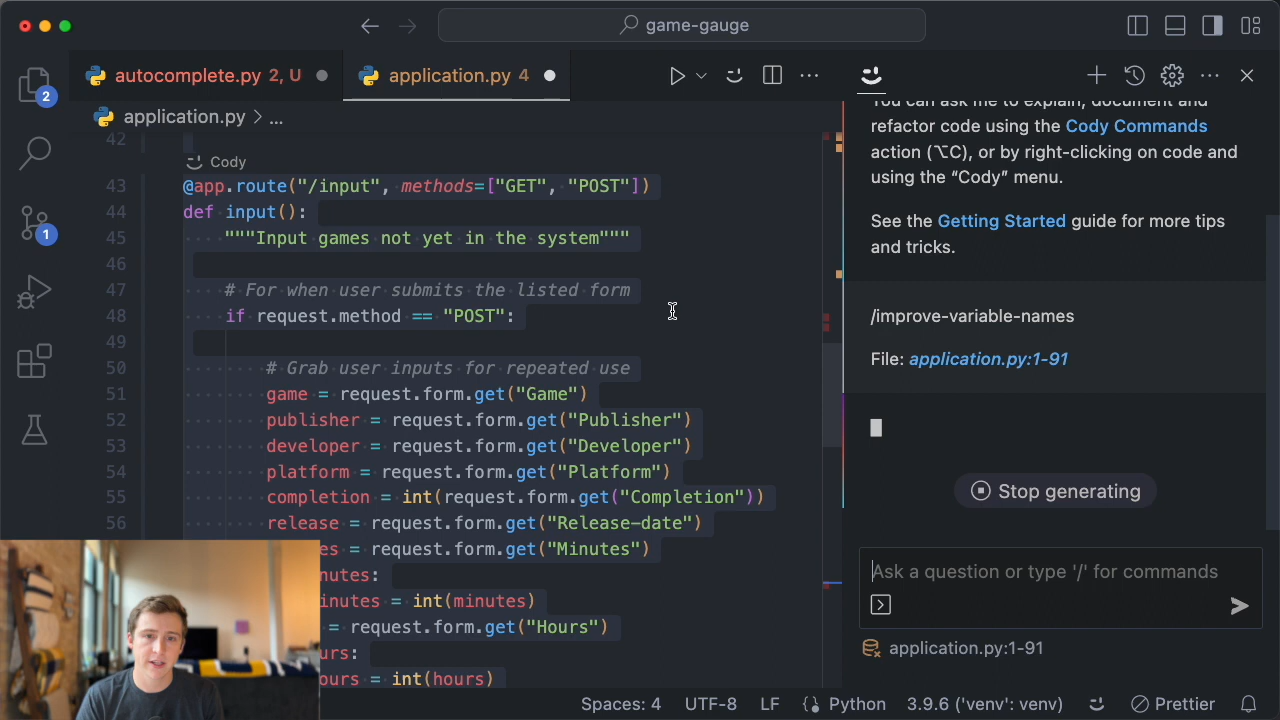 game-gauge
autocomplete.py 2, U
application.py 4
application.py > ...
Cody
42
43 @app.route("/input", methods=["GET", "POST"])
44 def input():
45 """Input games not yet in the system"""
46
47 # For when user submits the listed form
48 if request.method == "POST":
49
50 # Grab user inputs for repeated use
51 game = request.form.get("Game")
52 publisher = request.form.get("Publisher")
53 developer = request.form.get("Developer")
54 platform = request.form.get("Platform")
55 completion = int(request.form.get("Completion"))
56 release = request.form.get("Release-date")
es = request.form.get("Minutes")
nutes:
inutes = int(minutes)
= request.form.get("Hours")
urs:
ours = int(hours)
You can ask me to explain, document and
refactor code using the Cody Commands
action (⌥C), or by right-clicking on code and
using the “Cody” menu.
See the Getting Started guide for more tips
and tricks.
/improve-variable-names
File: application.py:1-91
Stop generating
Ask a question or type '/' for commands
application.py:1-91
2
1
Spaces: 4 UTF-8 LF Python 3.9.6 ('venv': venv) Prettier